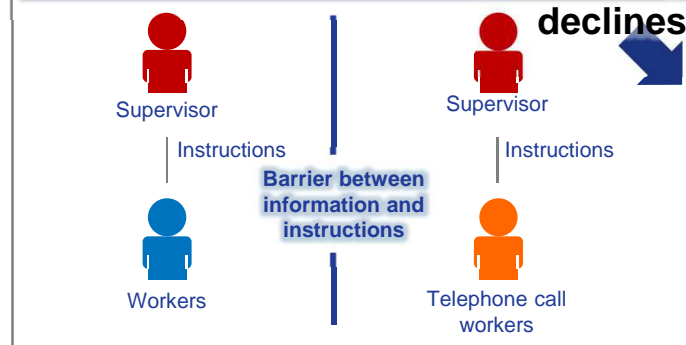 declines
Supervisor
Supervisor
Instructions
Instructions
Barrier between
information and
instructions
Workers
Telephone call
workers